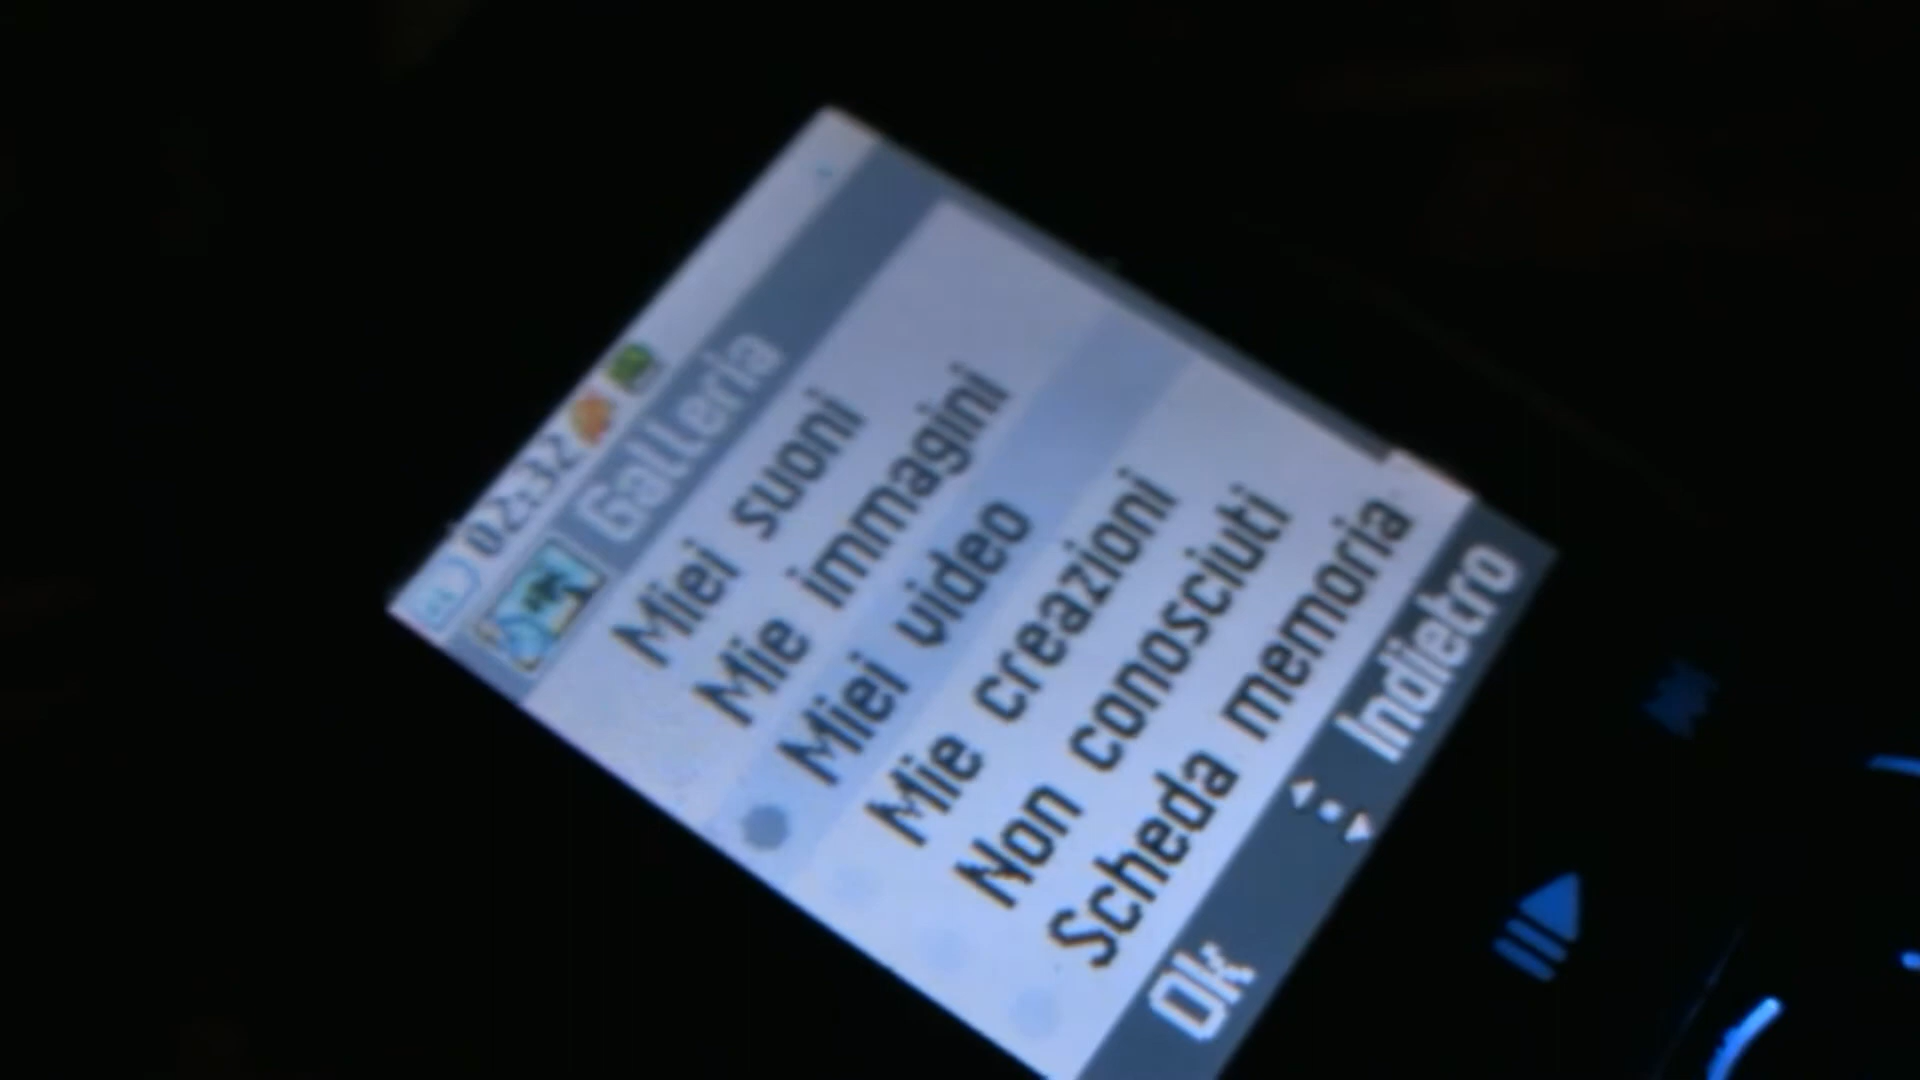 02:32
Galleria
Miei suoni
Mie immagini
Miei video
Mie creazioni
Non conosciuti
Scheda memoria
Ok Indietro